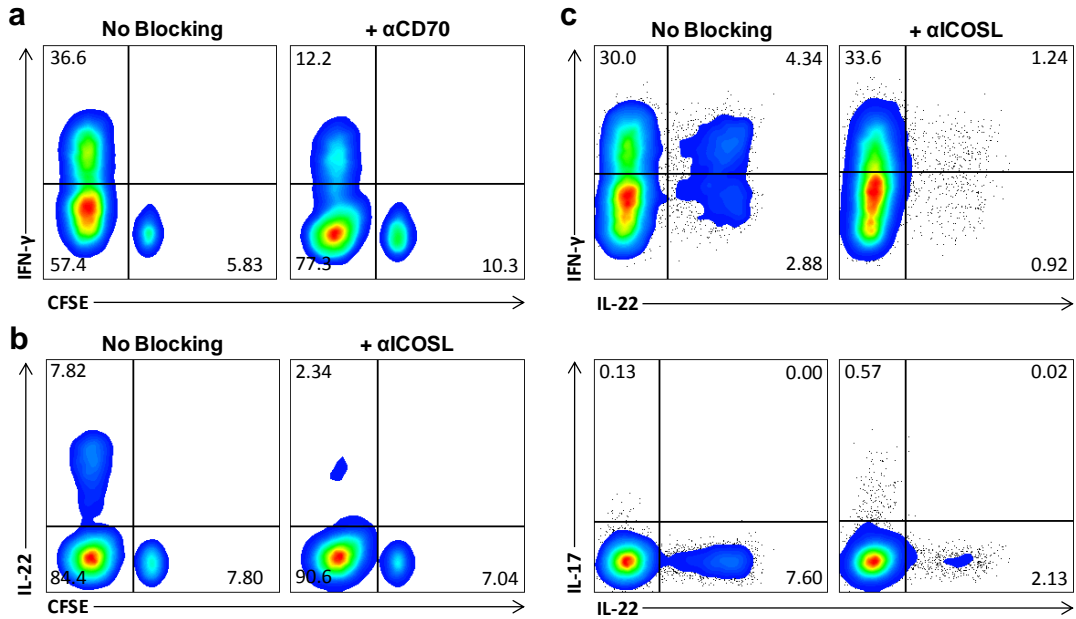 a
No Blocking
+ αCD70
36.6
57.4
5.83
12.2
77.3
10.3
IFN-γ
CFSE
b
No Blocking
+ αICOSL
7.82
84.4
7.80
2.34
90.6
7.04
IL-22
CFSE
c
No Blocking
+ αICOSL
30.0
4.34
2.88
33.6
1.24
0.92
IFN-γ
IL-22
0.13
0.00
7.60
0.57
0.02
2.13
IL-17
IL-22